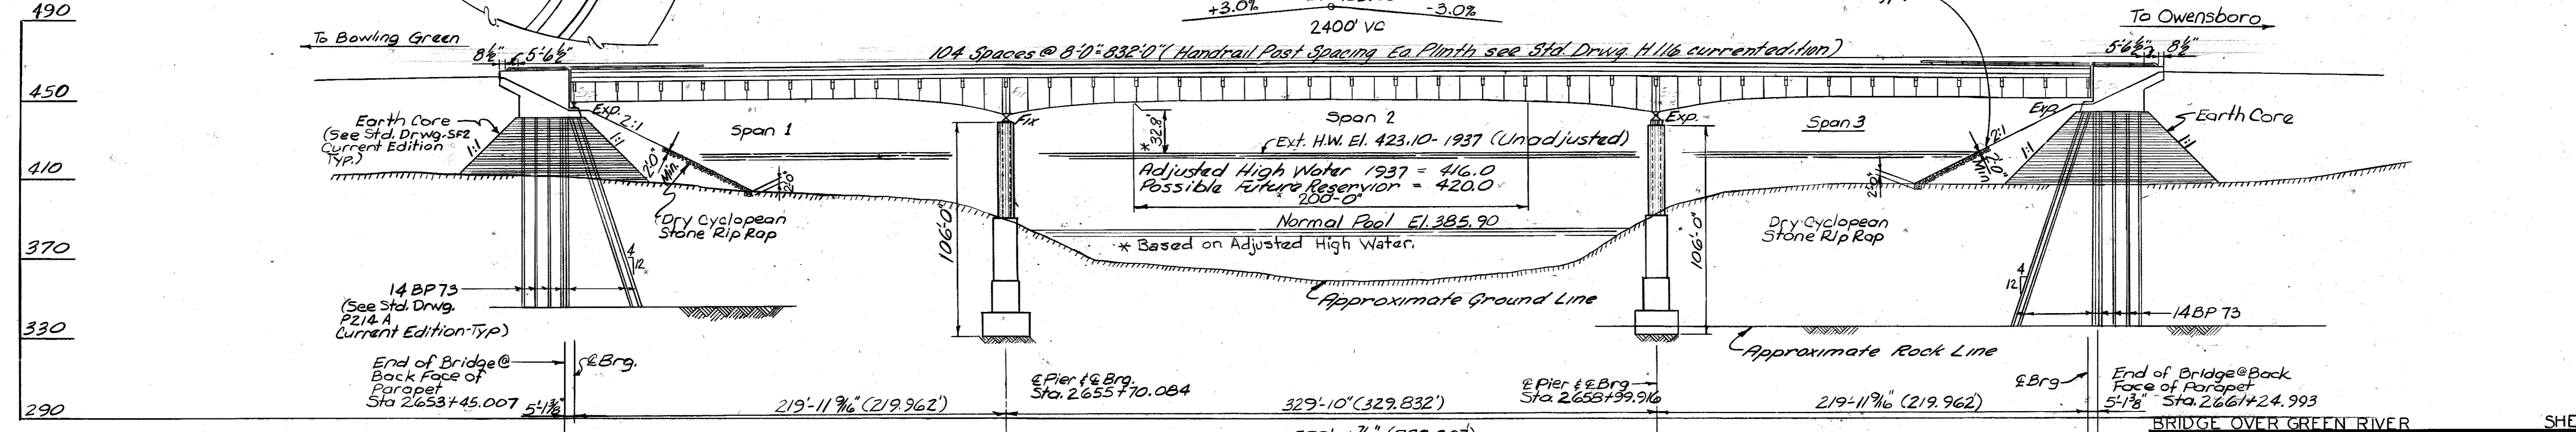 490
+3.0%
-3.0%
2400' VC
To Bowling Green
To Owensboro
8½"
5'-6½"
104 Spaces @ 8'-0"=832'-0" (Handrail Post Spacing Ea. Plinth see Std. Drwg. H116 current edition)
5'-6½"
8½"
450
Earth Core
(See Std. Drwg. SF2
Current Edition
Typ.)
1:1
Exp.
2:1
1:1
Span 1
Fix
* 32.8'
Span 2
Exp.
Span 3
Exp.
2:1
1:1
1:1
Earth Core
Ext. H.W. El. 423.10-1937 (Unadjusted)
410
2'-0"
Min.
2'-0"
Adjusted High Water 1937 = 416.0
Possible Future Reservior = 420.0
200'-0"
2'-0"
2'-0"
Min
Dry Cyclopean
Stone Rip Rap
106'-0"
Normal Pool El. 385.90
* Based on Adjusted High Water.
106'-0"
Dry Cyclopean
Stone Rip Rap
370
4
12
4
12
14 BP 73
(See Std. Drwg.
P214 A
Current Edition-Typ)
Approximate Ground Line
14 BP 73
330
Approximate Rock Line
End of Bridge @
Back Face of
Parapet
Sta 2653+45.007
℄ Brg.
℄ Pier & ℄ Brg.
Sta. 2655+70.084
℄ Pier & ℄ Brg
Sta. 2658+99.916
℄ Brg
End of Bridge @ Back
Face of Parapet
Sta. 2661+24.993
290
5'-1⅜"
219'-11 9/16" (219.962')
329'-10" (329.832')
219'-11 9/16" (219.962')
5'-1⅜"
BRIDGE OVER GREEN RIVER
SHE